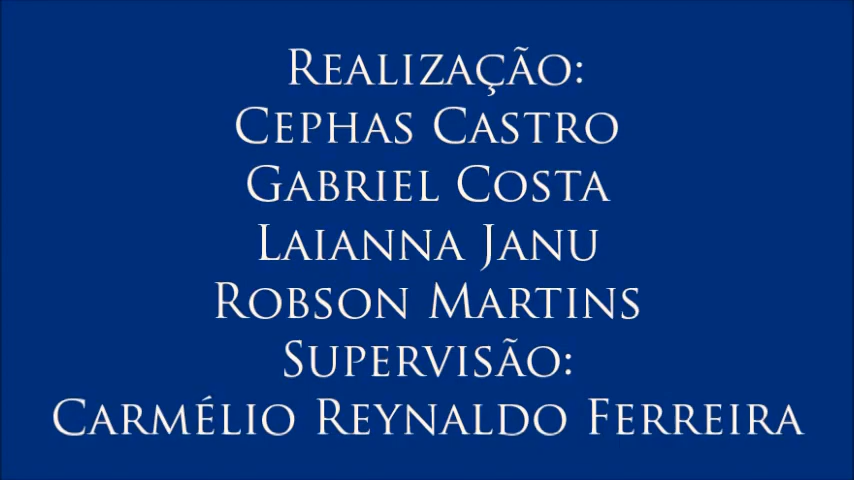 Realização:
Cephas Castro
Gabriel Costa
Laianna Janu
Robson Martins
Supervisão:
Carmélio Reynaldo Ferreira